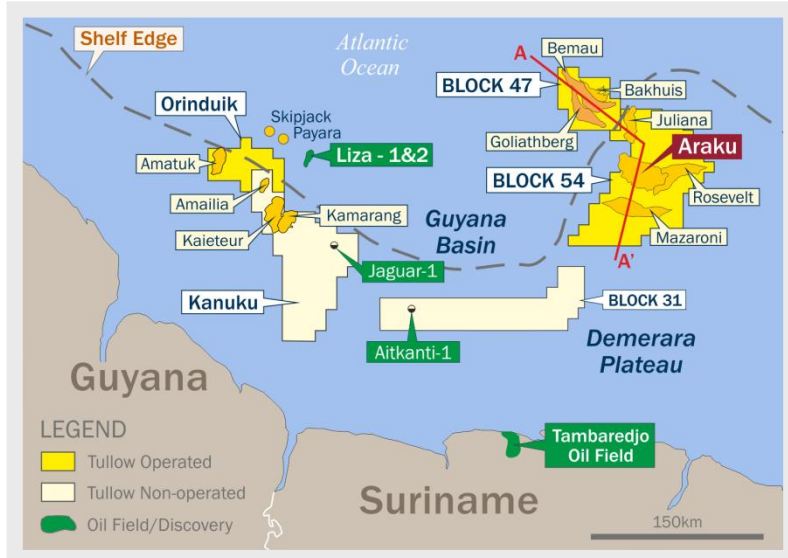 Shelf Edge
Atlantic
Ocean
A
Bemau
BLOCK 47
Bakhuis
Orinduik
Skipjack
Payara
Juliana
Goliathberg
Liza - 1&2
Araku
Amatuk
BLOCK 54
Amailia
Rosevelt
Kamarang
Guyana
Basin
Kaieteur
Mazaroni
Jaguar-1
A'
Kanuku
BLOCK 31
Aitkanti-1
Demerara
Plateau
Guyana
LEGEND
Tullow Operated
Tullow Non-operated
Oil Field/Discovery
Tambaredjo
Oil Field
Suriname
150km